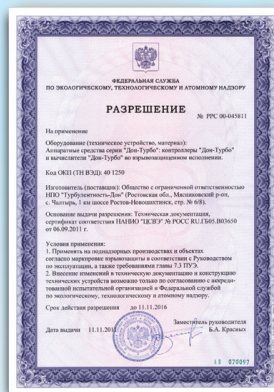 ФЕДЕРАЛЬНАЯ СЛУЖБА
ПО ЭКОЛОГИЧЕСКОМУ, ТЕХНОЛОГИЧЕСКОМУ И АТОМНОМУ НАДЗОРУ
РАЗРЕШЕНИЕ
№ РРС 00-045811
На применение
Оборудование (техническое устройство, материал):
Аппаратные средства серии "Дон-Турбо": контроллеры "Дон-Турбо"
и вычислители "Дон-Турбо" во взрывозащищенном исполнении.
Код ОКП (ТН ВЭД): 40 1250
Изготовитель (поставщик): Общество с ограниченной ответственностью
НПО "Турбулентность-Дон" (Ростовская обл., Мясниковский р-он,
с. Чалтырь, 1 км шоссе Ростов-Новошахтинск, стр. № 6/8).
Основание выдачи разрешения: Техническая документация,
сертификат соответствия НАНИО "ЦСВЭ" № РОСС RU.ГБ05.В03650
от 06.09.2011 г.
Условия применения:
1. Применять на поднадзорных производствах и объектах
согласно маркировке взрывозащиты в соответствии с Руководством
по эксплуатации, а также требованиями главы 7.3 ПУЭ.
2. Внесение изменений в техническую документацию и конструкцию
технических устройств возможно только по согласованию с аккреди-
тованной испытательной организацией и Федеральной службой
по экологическому, технологическому и атомному надзору.
Срок действия разрешения до 11.11.2016
Заместитель руководителя
Дата выдачи 11.11.2011
Б.А. Красных
АВ 070097